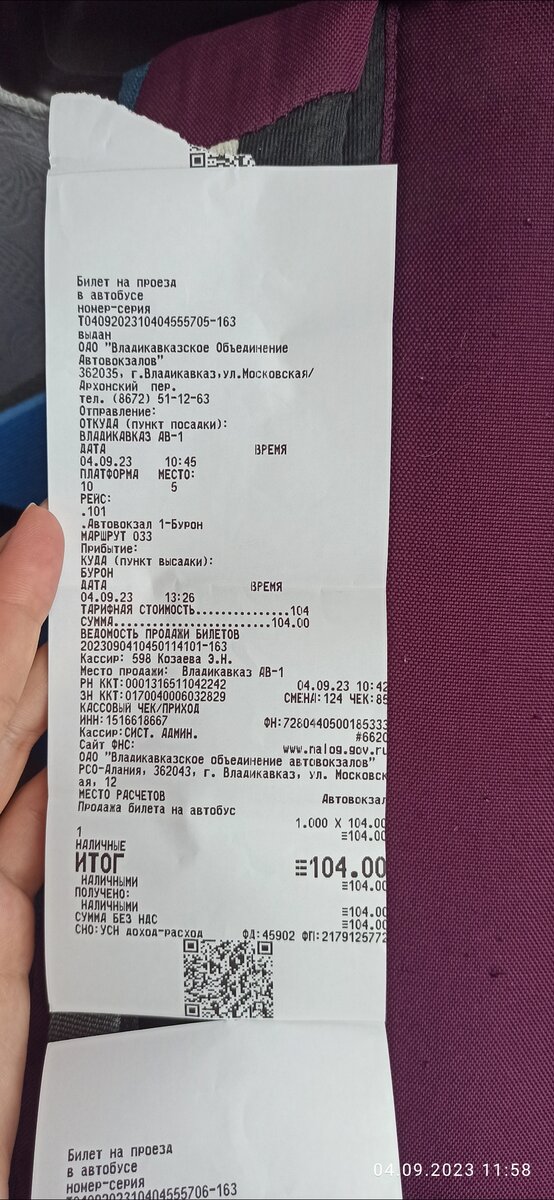 Билет на проезд
в автобусе
номер-серия
Т0409202310404555705-163
выдан
ОАО "Владикавказское Объединение
Автовокзалов"
362035, г.Владикавказ,ул.Московская/
Архонский пер.
тел. (8672) 51-12-63
Отправление:
ОТКУДА (пункт посадки):
ВЛАДИКАВКАЗ АВ-1
ДАТА ВРЕМЯ
04.09.23 10:45
ПЛАТФОРМА МЕСТО:
10 5
РЕЙС:
.101
.Автовокзал 1-Бурон
МАРШРУТ 033
Прибытие:
КУДА (пункт высадки):
БУРОН
ДАТА ВРЕМЯ
04.09.23 13:26
ТАРИФНАЯ СТОИМОСТЬ...............104
СУММА.........................104.00
ВЕДОМОСТЬ ПРОДАЖИ БИЛЕТОВ
2023090410450114101-163
Кассир: 598 Козаева Э.Н.
Место продажи: Владикавказ АВ-1
РН ККТ:0001316511042242 04.09.23 10:42
ЗН ККТ:0170040006032829 СМЕНА:124 ЧЕК:85
КАССОВЫЙ ЧЕК/ПРИХОД
ИНН:1516618667 ФН:7280440500185333
Кассир:СИСТ. АДМИН. #6620
Сайт ФНС: www.nalog.gov.ru
ОАО "Владикавказское объединение автовокзалов"
РСО-Алания, 362043, г. Владикавказ, ул. Московск
ая, 12
МЕСТО РАСЧЕТОВ Автовокзал
Продажа билета на автобус
1.000 X 104.00
1 ≡104.00
НАЛИЧНЫЕ
ИТОГ ≡104.00
НАЛИЧНЫМИ ≡104.00
ПОЛУЧЕНО:
НАЛИЧНЫМИ ≡104.00
СУММА БЕЗ НДС ≡104.00
СНО:УСН доход-расход ФД:45902 ФП:2179125772
Билет на проезд
в автобусе
номер-серия
Т0409202310404555706-163
04.09.2023 11:58